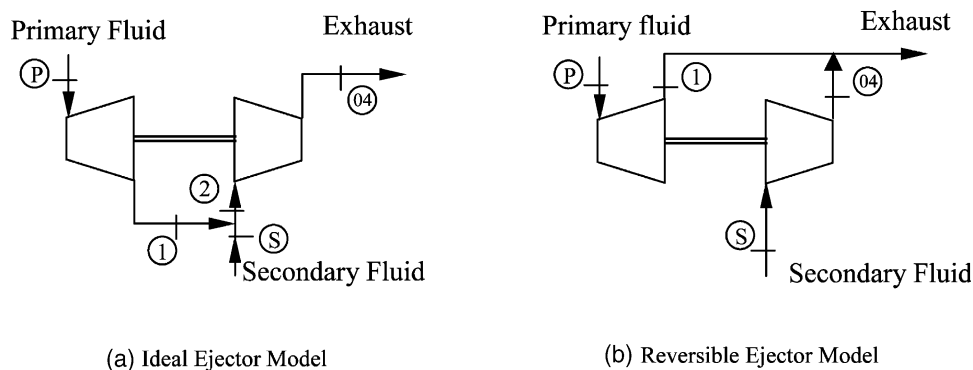 Primary Fluid
Exhaust
P
04
2
1
S
Secondary Fluid
(a) Ideal Ejector Model
Primary fluid
Exhaust
P
1
04
S
Secondary Fluid
(b) Reversible Ejector Model